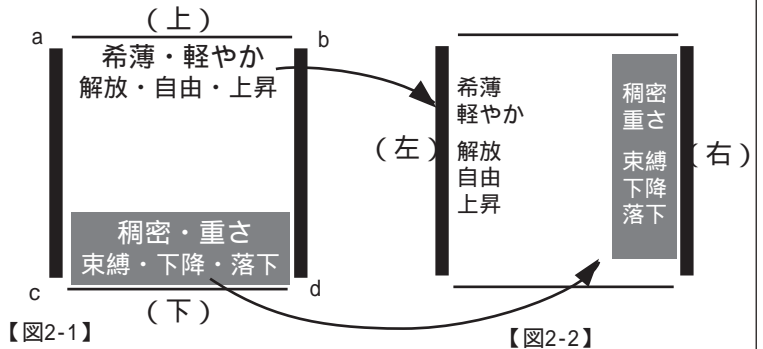 （上）
a
b
希薄・軽やか
解放・自由・上昇
稠密・重さ
束縛・下降・落下
c
d
（下）
【図2-1】
（左）
希薄
軽やか
解放
自由
上昇
稠密
重さ
束縛
下降
落下
（右）
【図2-2】